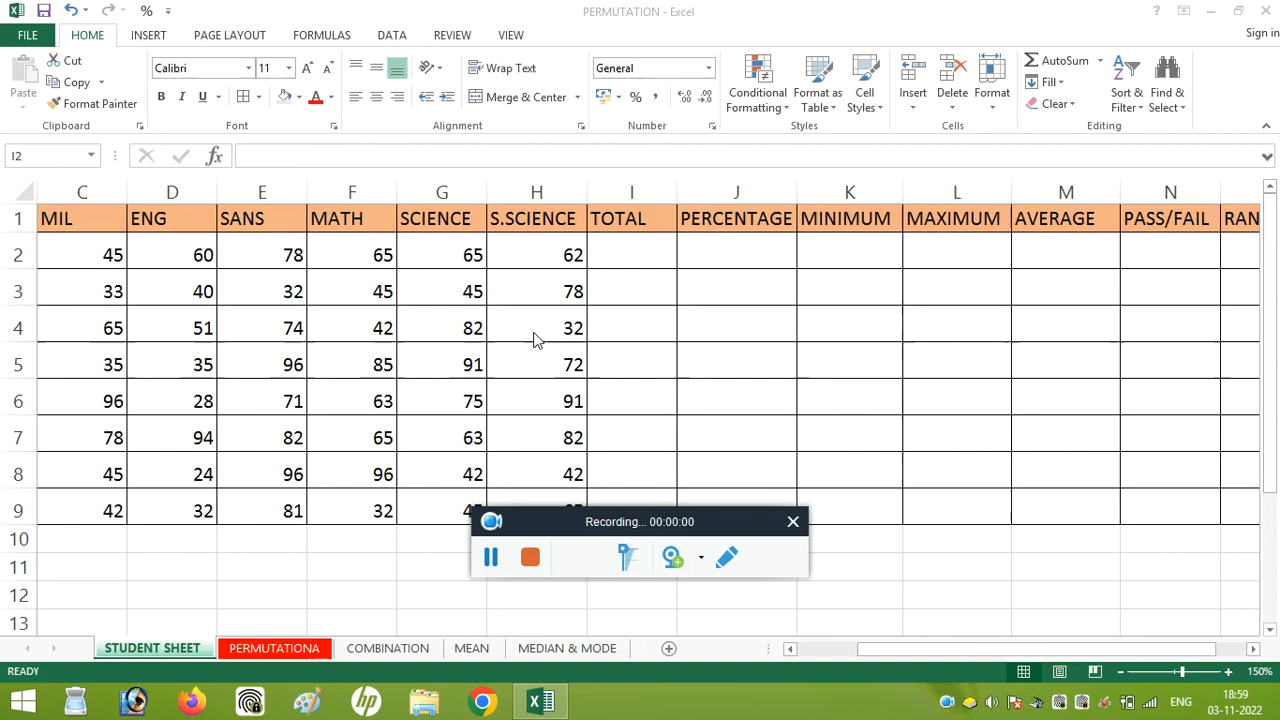 PERMUTATION - Excel
?
Sign in
FILE HOME INSERT PAGE LAYOUT FORMULAS DATA REVIEW VIEW
Paste
Cut
Copy
Format Painter
Clipboard
Calibri 11
B I U
Font
Wrap Text
Merge & Center
Alignment
General
%
Number
Conditional Formatting
Format as Table
Cell Styles
Styles
Insert Delete Format
Cells
AutoSum
Fill
Clear
Sort & Filter
Find & Select
Editing
I2 fx
C D E F G H I J K L M N
1 MIL ENG SANS MATH SCIENCE S.SCIENCE TOTAL PERCENTAGE MINIMUM MAXIMUM AVERAGE PASS/FAIL RAN
2 45 60 78 65 65 62
3 33 40 32 45 45 78
4 65 51 74 42 82 32
5 35 35 96 85 91 72
6 96 28 71 63 75 91
7 78 94 82 65 63 82
8 45 24 96 96 42 42
9 42 32 81 32
10
11
12
13
Recording... 00:00:00
STUDENT SHEET PERMUTATIONA COMBINATION MEAN MEDIAN & MODE
READY
150%
hp
ENG
18:59
03-11-2022